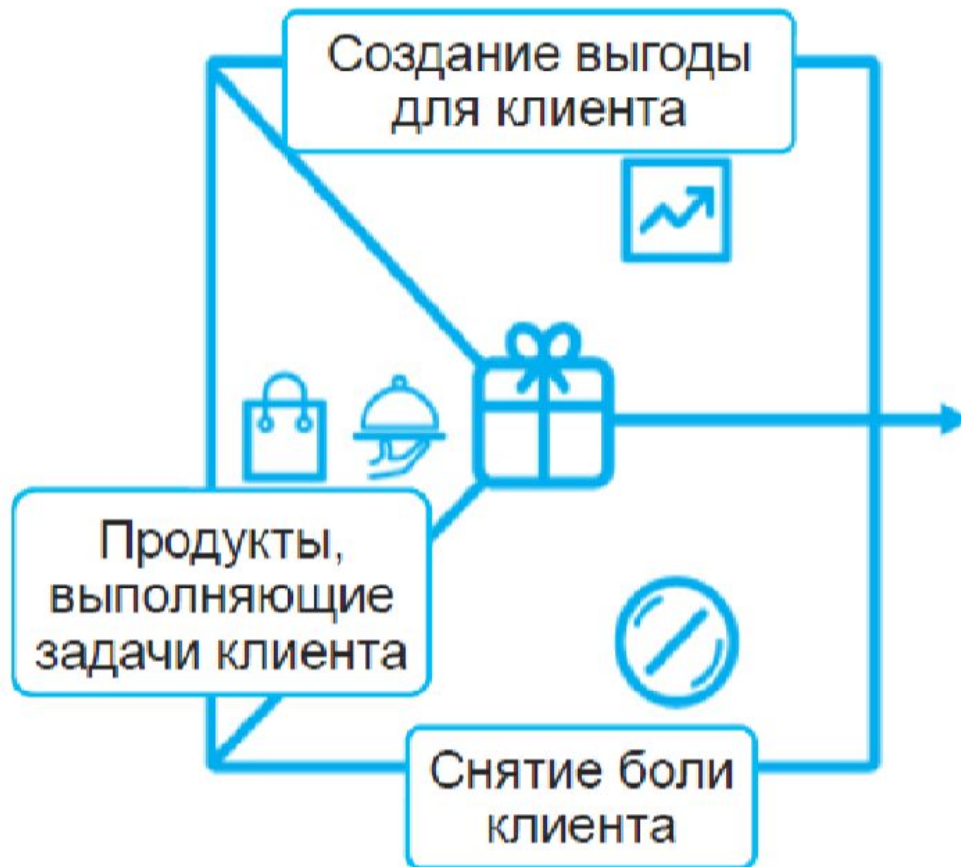 Создание выгоды
для клиента
Продукты,
выполняющие
задачи клиента
Снятие боли
клиента